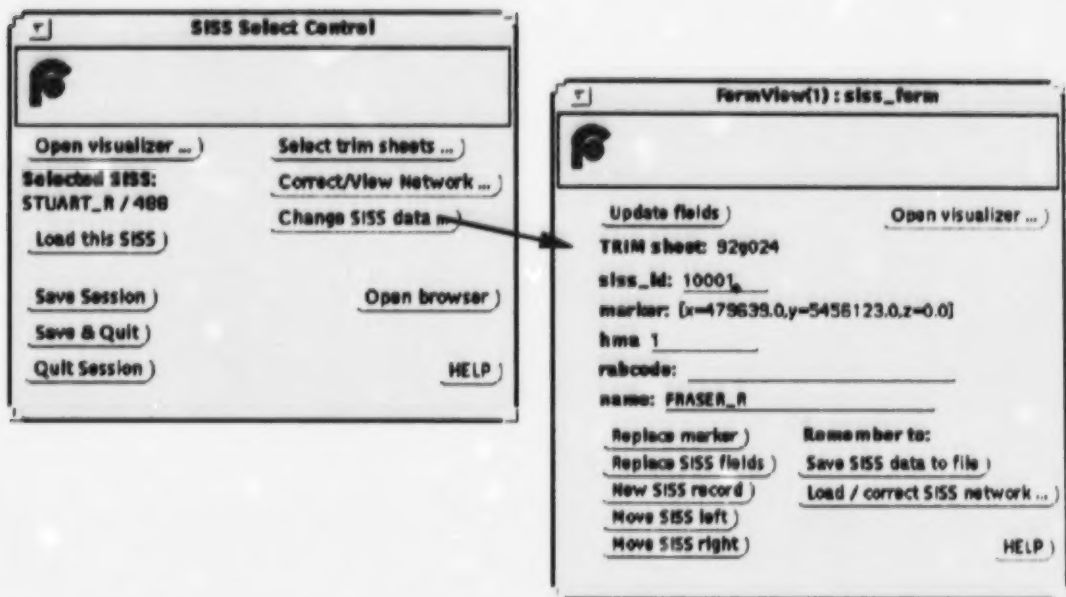 SISS Select Control
Open visualizer ...
Select trim sheets ...
Selected SISS:
Correct/View Network ...
STUART_R / 400
Change SISS data ...
Load this SISS
Save Session
Open browser
Save & Quit
Quit Session
HELP
FormView(1) : siss_form
Update fields
Open visualizer ...
TRIM sheet: 92g024
siss_id: 10001
marker: [x=479639.0,y=5456123.0,z=0.0]
hma 1
rabcode:
name: FRASER_R
Replace marker
Remember to:
Replace SISS fields
Save SISS data to file
New SISS record
Load / correct SISS network ...
Move SISS left
Move SISS right
HELP